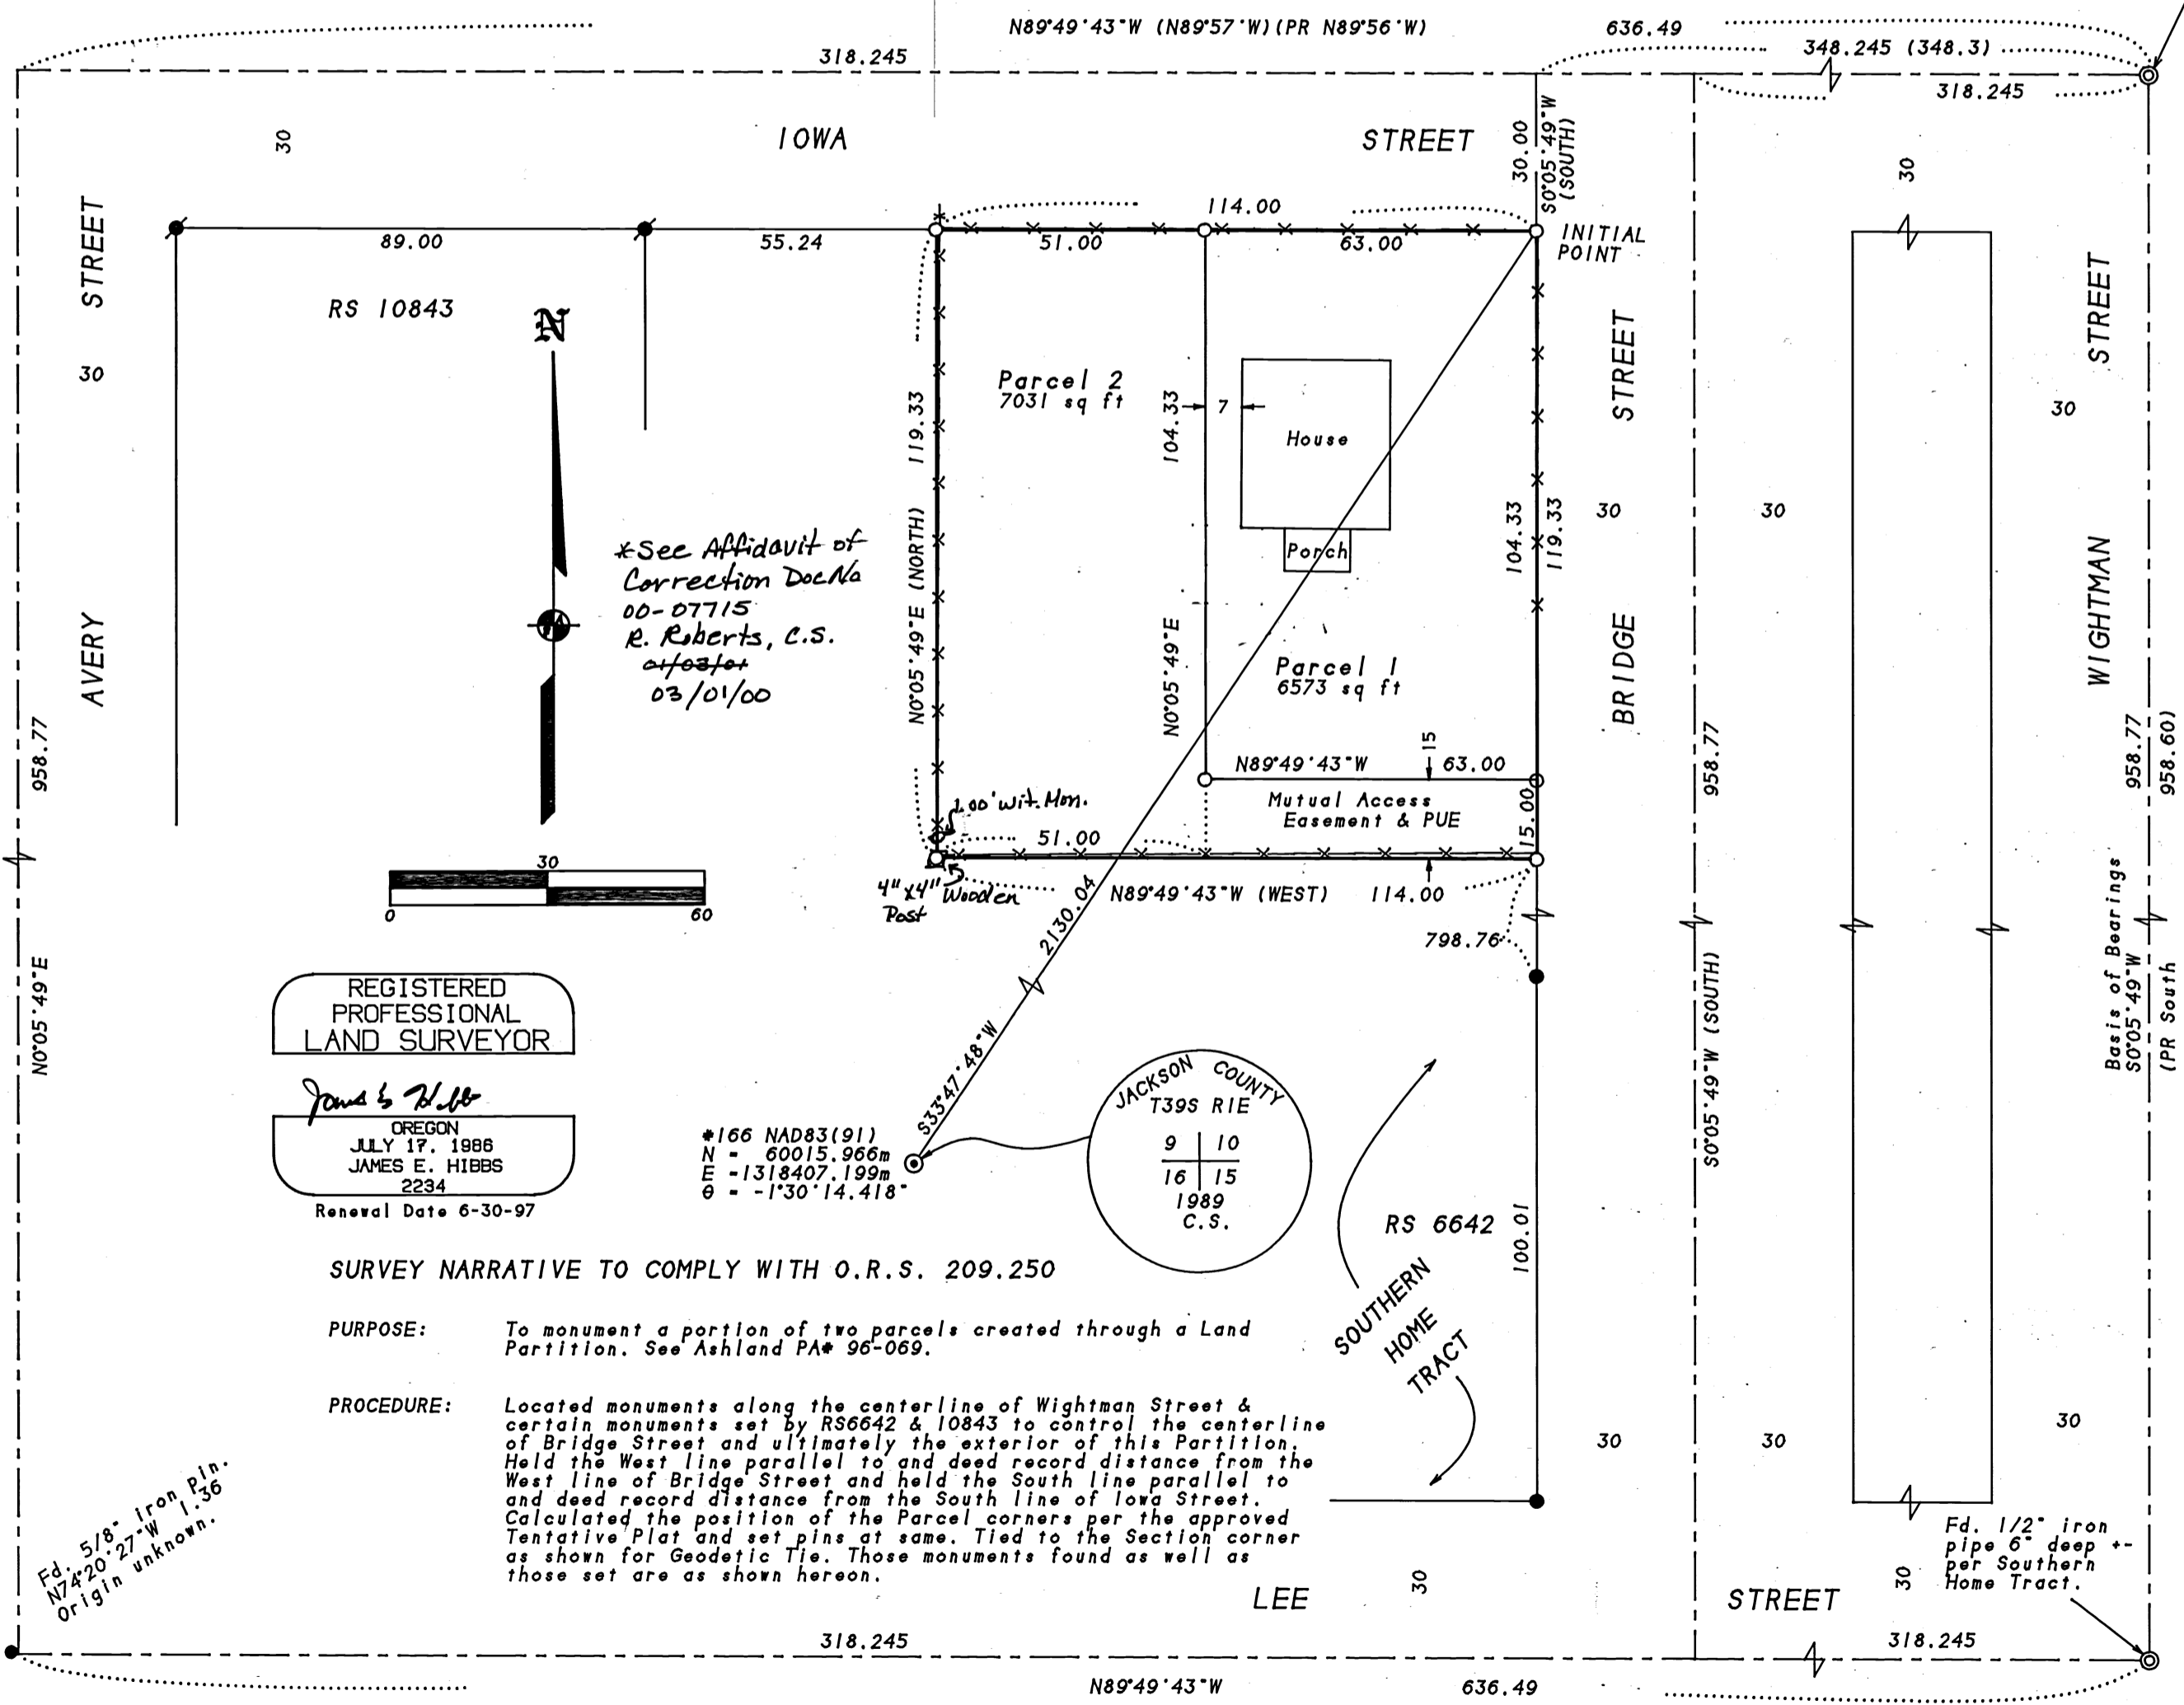 N89°49'43"W (N89°57'W)(PR N89°56'W)
636.49
318.245
348.245 (348.3)
318.245
30
IOWA STREET
30.00
S0°05'49"W
(SOUTH)
30
AVERY STREET
30
89.00
55.24
114.00
51.00
63.00
INITIAL
POINT
RS 10843
N
Parcel 2
7031 sq ft
104.33
7
House
Porch
119.33
N0°05'49"E (NORTH)
N0°05'49"E
104.33
119.33
BRIDGE STREET
30
30
WIGHTMAN STREET
30
*See Affidavit of
Correction Doc No
00-07715
R. Roberts, C.S.
01/03/01
03/01/00
Parcel 1
6573 sq ft
N89°49'43"W
15
63.00
Mutual Access
Easement & PUE
15.00
1.00' Wit. Mon.
51.00
4"x4" Wooden
Post
N89°49'43"W (WEST)
114.00
798.76
2130.04
S33°47'48"W
958.77
N0°05'49"E
958.77
S0°05'49"W (SOUTH)
Basis of Bearings
S0°05'49"W
958.77
(PR South
958.60)
30
0
60
REGISTERED
PROFESSIONAL
LAND SURVEYOR
James E Hibbs
OREGON
JULY 17, 1986
JAMES E. HIBBS
2234
Renewal Date 6-30-97
#166 NAD83(91)
N = 60015.966m
E =1318407.199m
θ = -1°30'14.418"
JACKSON COUNTY
T39S R1E
9 10
16 15
1989
C.S.
RS 6642
100.01
SOUTHERN
HOME
TRACT
SURVEY NARRATIVE TO COMPLY WITH O.R.S. 209.250
PURPOSE: To monument a portion of two parcels created through a Land
Partition. See Ashland PA# 96-069.
PROCEDURE: Located monuments along the centerline of Wightman Street &
certain monuments set by RS6642 & 10843 to control the centerline
of Bridge Street and ultimately the exterior of this Partition.
Held the West line parallel to and deed record distance from the
West line of Bridge Street and held the South line parallel to
and deed record distance from the South line of Iowa Street.
Calculated the position of the Parcel corners per the approved
Tentative Plat and set pins at same. Tied to the Section corner
as shown for Geodetic Tie. Those monuments found as well as
those set are as shown hereon.
30
30
30
Fd. 5/8" iron pin.
N74°20'27"W 1.36
Origin unknown.
Fd. 1/2" iron
pipe 6" deep +-
per Southern
Home Tract.
LEE STREET
30
30
318.245
318.245
N89°49'43"W
636.49